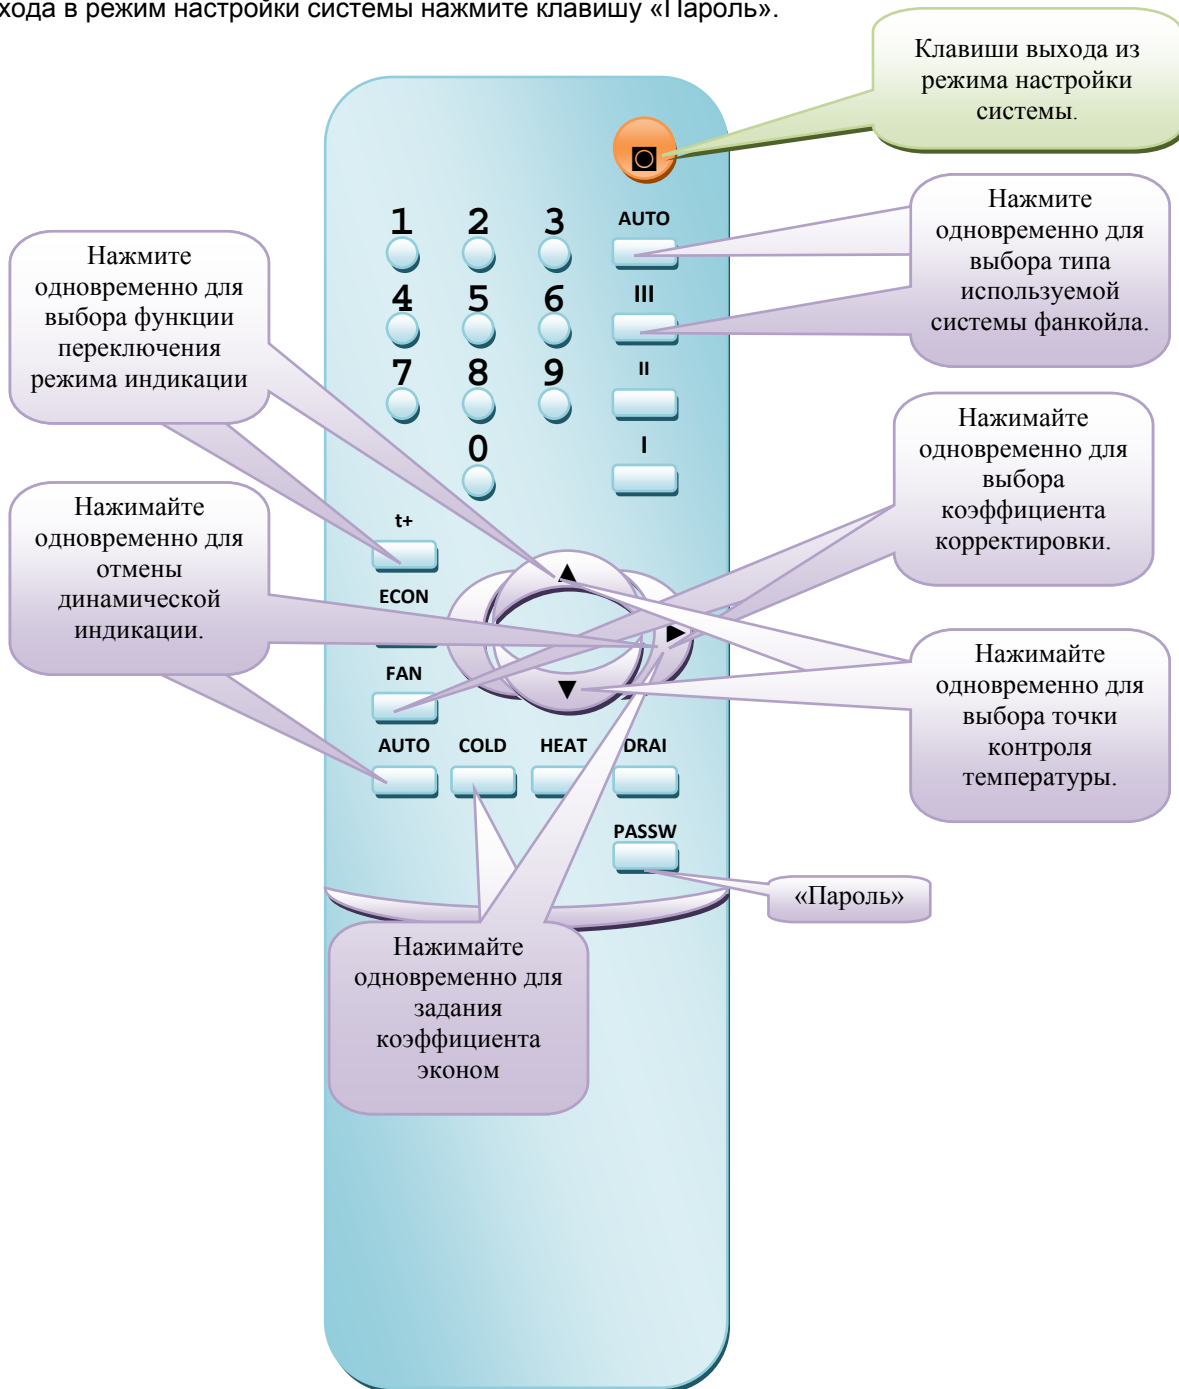 хода в режим настройки системы нажмите клавишу «Пароль».
Клавиши выхода из
режима настройки
системы.
1 2 3 AUTO
Нажмите
одновременно для
выбора типа
используемой
системы фанкойла.
Нажмите
одновременно для
выбора функции
переключения
режима индикации
4 5 6 III
7 8 9 II
0 I
Нажимайте
одновременно для
выбора
коэффициента
корректировки.
Нажимайте
одновременно для
отмены
динамической
индикации.
t+
ECON
FAN
AUTO COLD HEAT DRAI
Нажимайте
одновременно для
выбора точки
контроля
температуры.
PASSW
«Пароль»
Нажимайте
одновременно для
задания
коэффициента
эконом